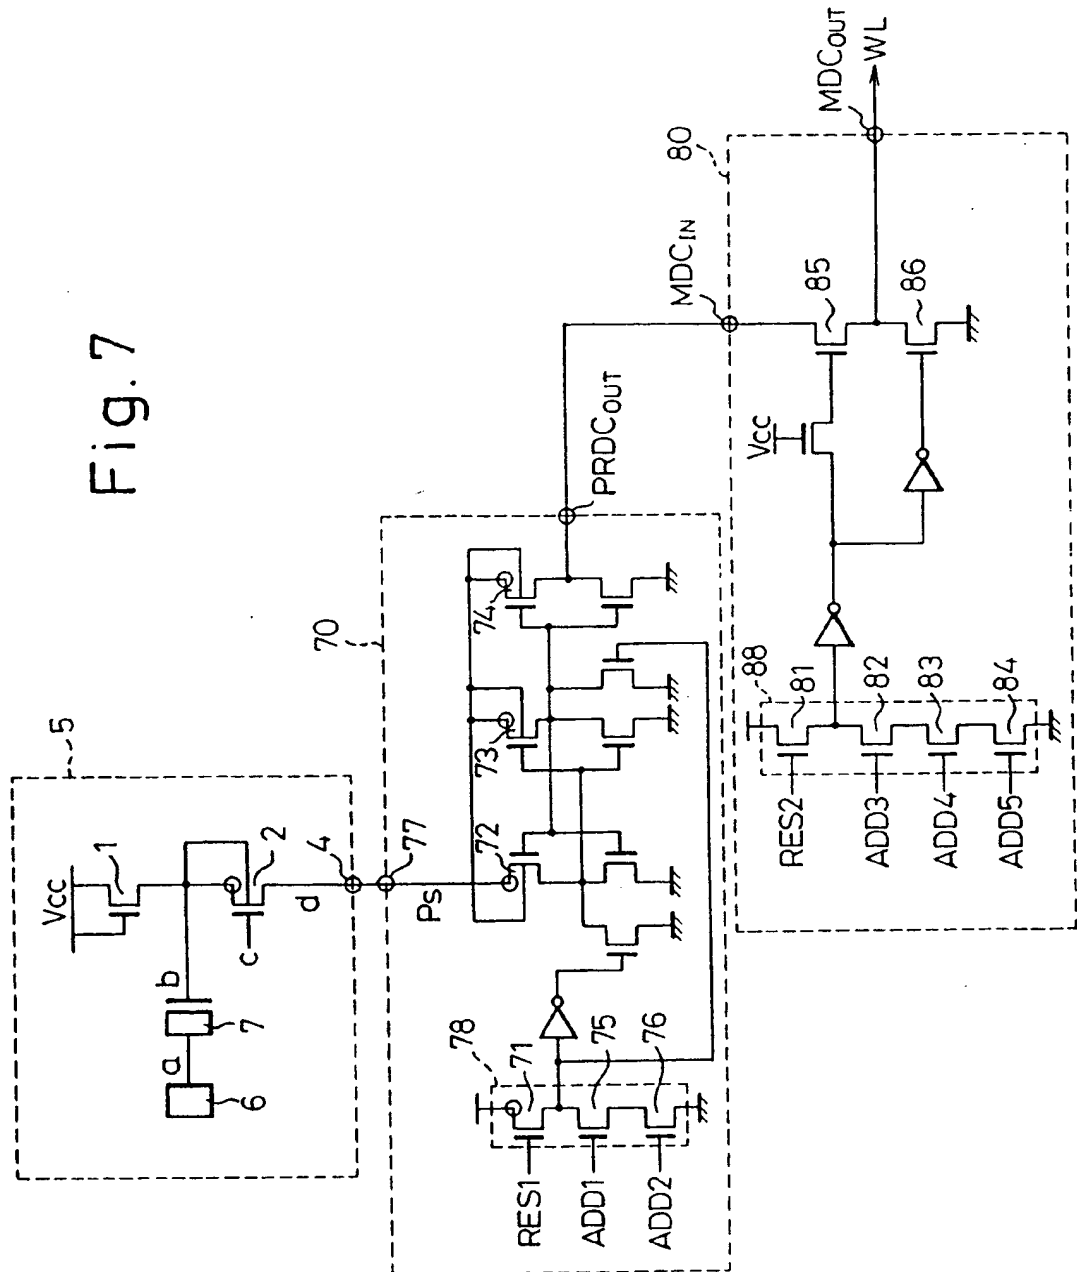 Fig. 7
5
Vcc
1
b
a
7
6
2
c
d
4
77
Ps
70
72
73
74
PRDCOUT
78
71
75
76
RES1
ADD1
ADD2
MDCIN
80
MDCOUT
WL
85
86
Vcc
88
81
82
83
84
RES2
ADD3
ADD4
ADD5